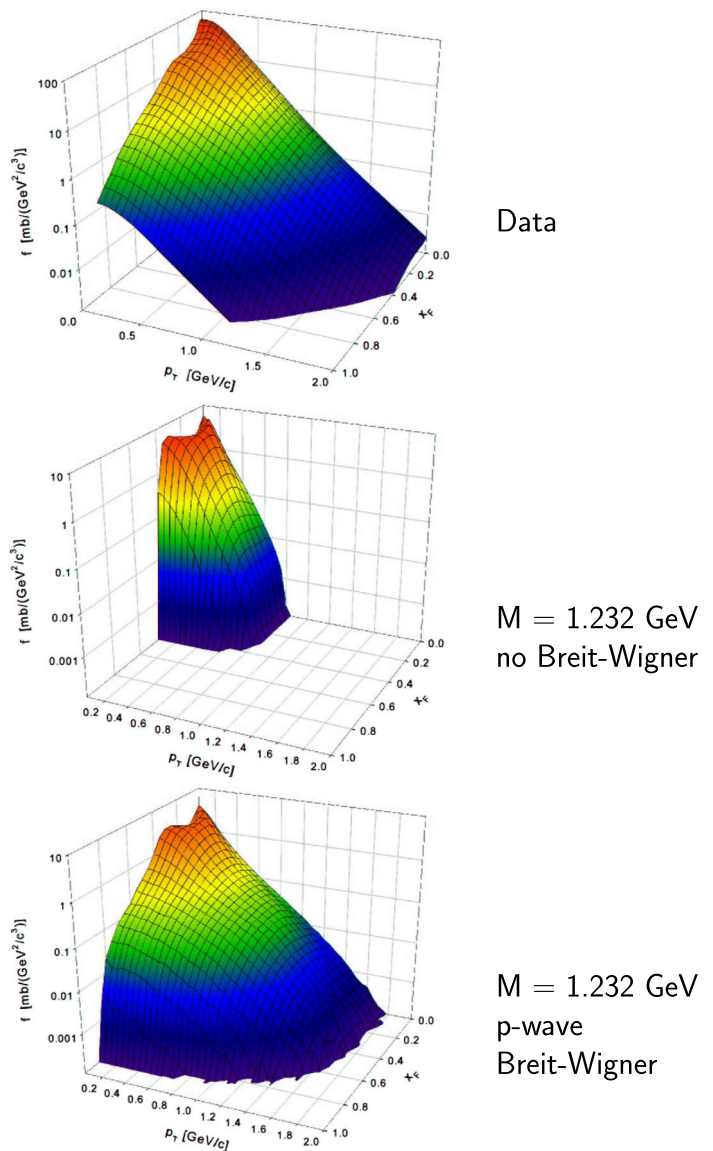 100
10
1
0.1
0.01
f [mb/(GeV²/c³)]
0.0
0.5
1.0
1.5
2.0
p_T [GeV/c]
0.0
0.2
0.4
0.6
0.8
1.0
x_F
Data
10
1
0.1
0.01
0.001
f [mb/(GeV²/c³)]
0.2 0.4 0.6 0.8 1.0 1.2 1.4 1.6 1.8 2.0
p_T [GeV/c]
0.0
0.2
0.4
0.6
0.8
1.0
x_F
M = 1.232 GeV
no Breit-Wigner
10
1
0.1
0.01
0.001
f [mb/(GeV²/c³)]
0.2 0.4 0.6 0.8 1.0 1.2 1.4 1.6 1.8 2.0
p_T [GeV/c]
0.0
0.2
0.4
0.6
0.8
1.0
x_F
M = 1.232 GeV
p-wave
Breit-Wigner